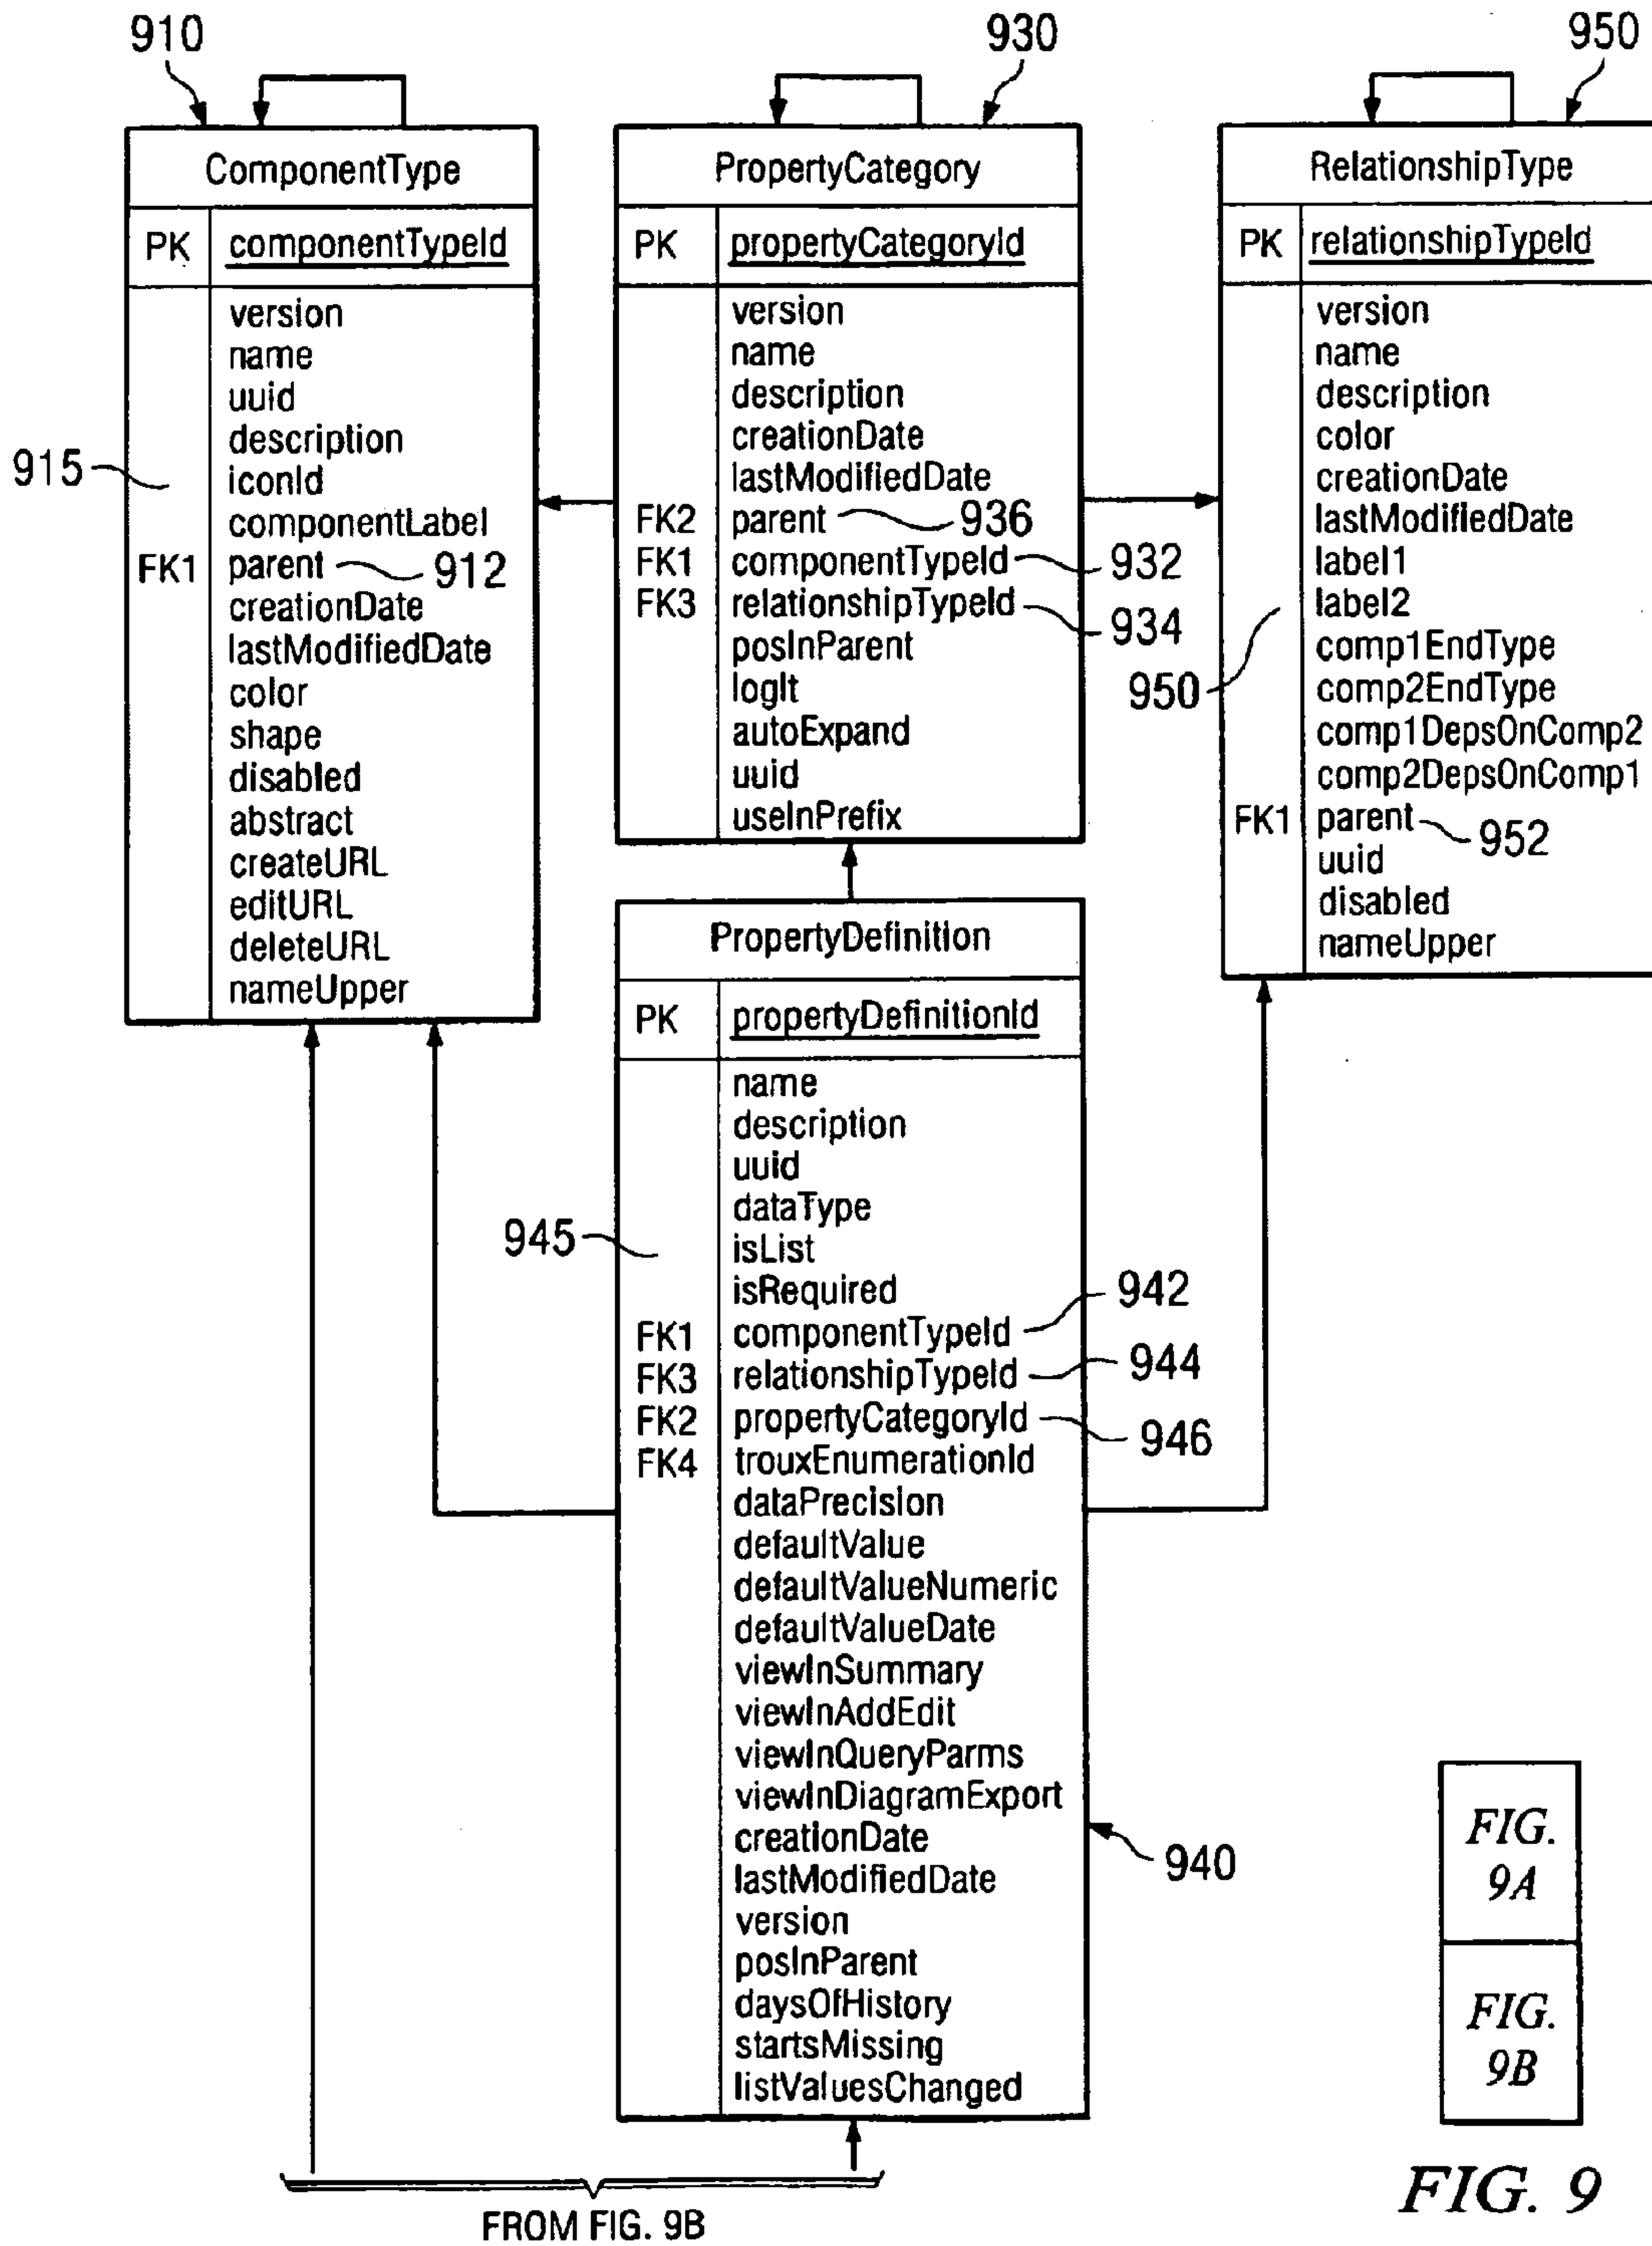 910
930
950
ComponentType
PK componentTypeId
version
name
uuid
description
915
iconId
componentLabel
FK1 parent 912
creationDate
lastModifiedDate
color
shape
disabled
abstract
createURL
editURL
deleteURL
nameUpper
PropertyCategory
PK propertyCategoryId
version
name
description
creationDate
lastModifiedDate
FK2 parent 936
FK1 componentTypeId 932
FK3 relationshipTypeId 934
posInParent
logIt
autoExpand
uuid
useInPrefix
RelationshipType
PK relationshipTypeId
version
name
description
color
creationDate
lastModifiedDate
label1
label2
950
comp1EndType
comp2EndType
comp1DepsOnComp2
comp2DepsOnComp1
FK1 parent 952
uuid
disabled
nameUpper
PropertyDefinition
PK propertyDefinitionId
name
description
uuid
dataType
945
isList
isRequired
FK1 componentTypeId 942
FK3 relationshipTypeId 944
FK2 propertyCategoryId 946
FK4 trouxEnumerationId
dataPrecision
defaultValue
defaultValueNumeric
defaultValueDate
viewInSummary
viewInAddEdit
viewInQueryParms
viewInDiagramExport
creationDate
940
lastModifiedDate
version
posInParent
daysOfHistory
startsMissing
listValuesChanged
FROM FIG. 9B
FIG.
9A
FIG.
9B
FIG. 9